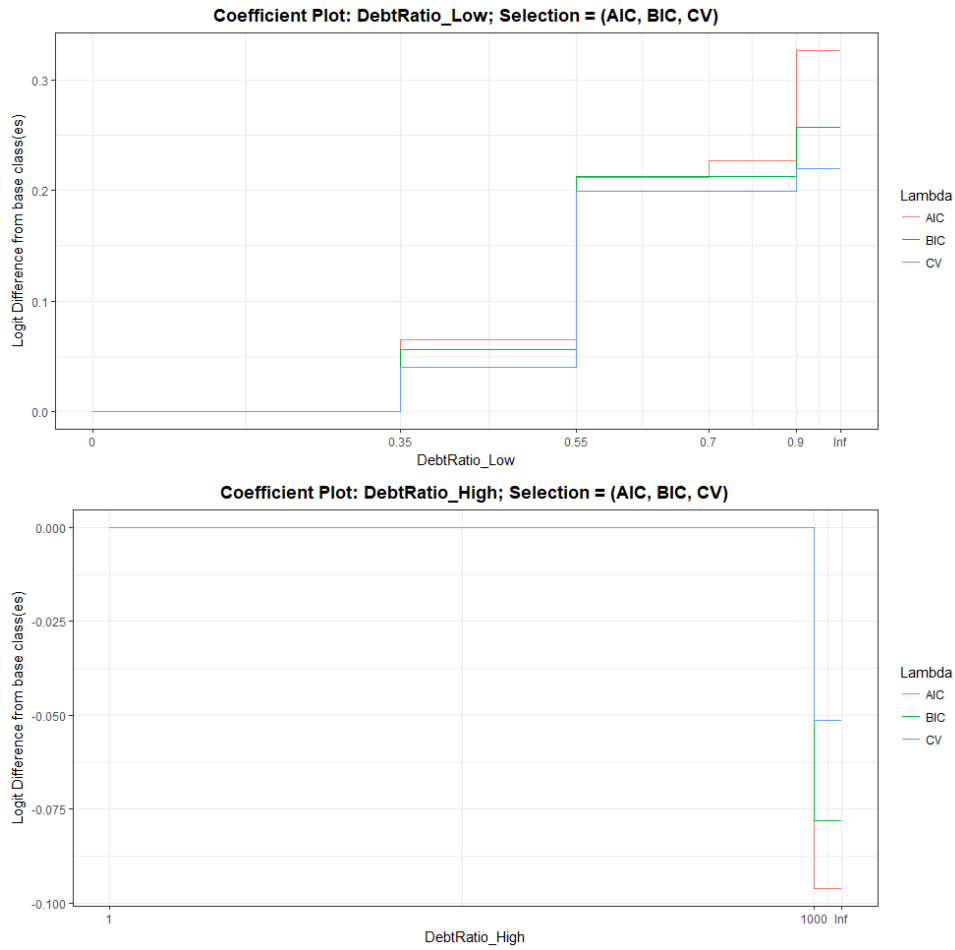 Coefficient Plot: DebtRatio_Low; Selection = (AIC, BIC, CV)
Logit Difference from base class(es)
0.3
0.2
0.1
0.0
0 0.35 0.55 0.7 0.9 Inf
DebtRatio_Low
Lambda
AIC
BIC
CV
Coefficient Plot: DebtRatio_High; Selection = (AIC, BIC, CV)
Logit Difference from base class(es)
0.000
-0.025
-0.050
-0.075
-0.100
1 1000 Inf
DebtRatio_High
Lambda
AIC
BIC
CV